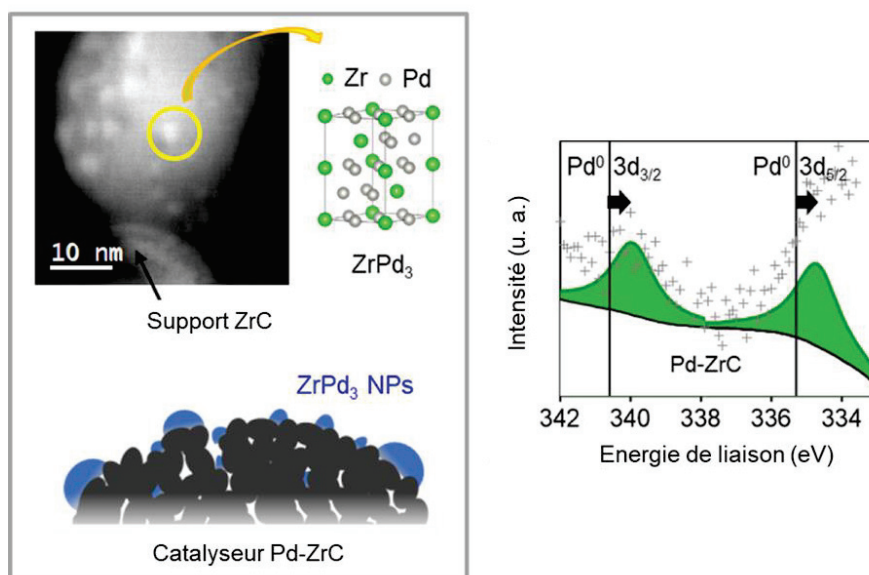 Zr Pd
10 nm
ZrPd₃
Support ZrC
ZrPd₃ NPs
Catalyseur Pd-ZrC
Pd⁰ 3d₃/₂ Pd⁰ 3d₅/₂
Intensité (u. a.)
Pd-ZrC
342 340 338 336 334
Energie de liaison (eV)